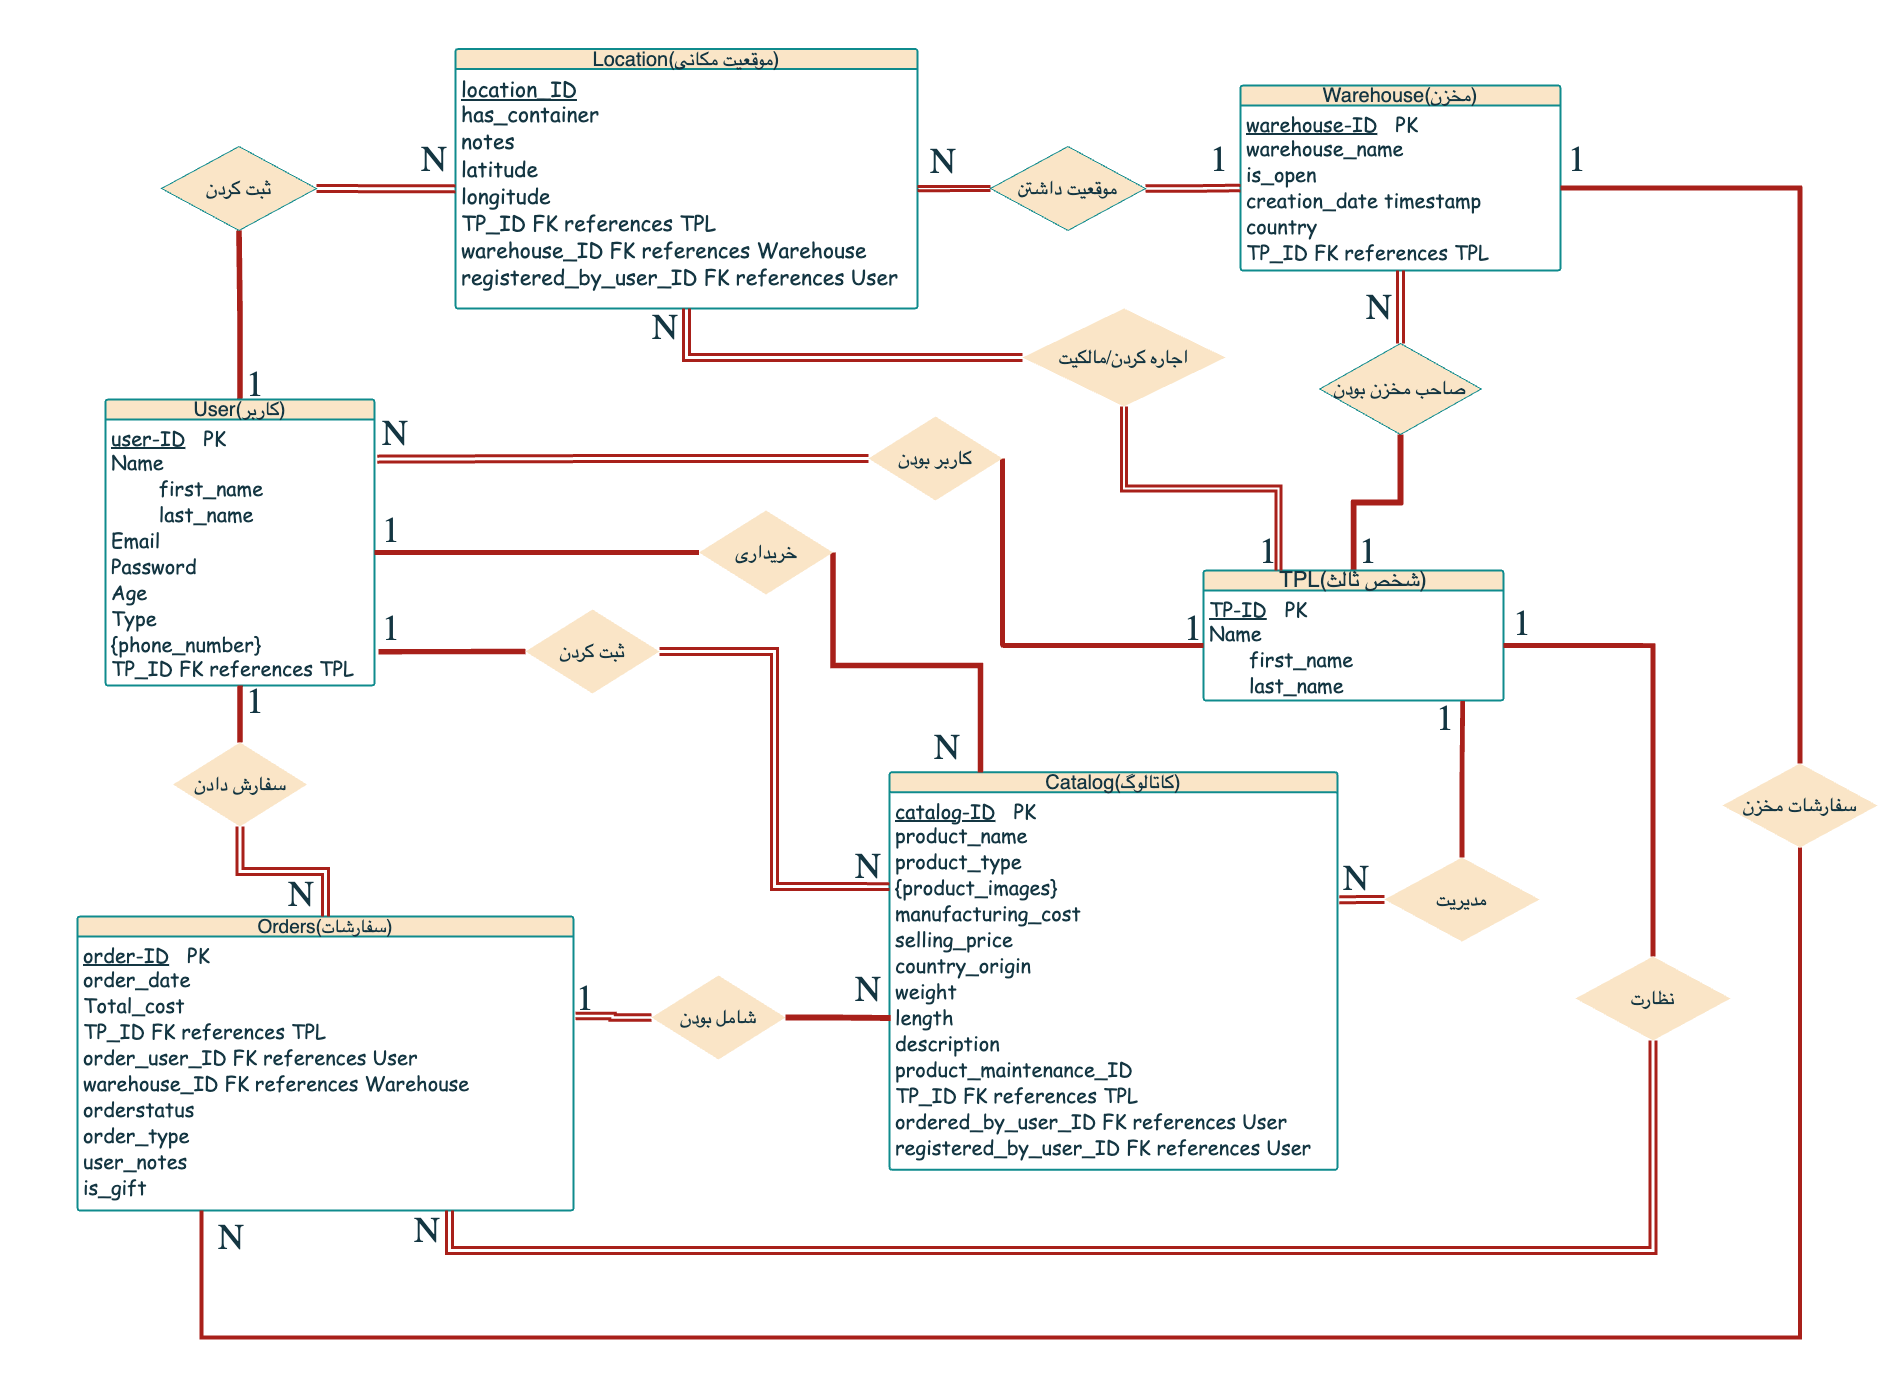 Location(موقعیت مکانی)
location_ID
has_container
notes
latitude
longitude
TP_ID FK references TPL
warehouse_ID FK references Warehouse
registered_by_user_ID FK references User
Warehouse(مخزن)
warehouse-ID PK
warehouse_name
is_open
creation_date timestamp
country
TP_ID FK references TPL
ثبت کردن
N
N
موقعیت داشتن
1
1
N
اجاره کردن/مالکیت
N
صاحب مخزن بودن
1
User(کاربر)
user-ID PK
Name
first_name
last_name
Email
Password
Age
Type
{phone_number}
TP_ID FK references TPL
N
کاربر بودن
1
خریداری
1
ثبت کردن
1
1
1
TPL(شخص ثالث)
TP-ID PK
Name
first_name
last_name
1
1
1
سفارش دادن
N
N
Catalog(کاتالوگ)
catalog-ID PK
product_name
product_type
{product_images}
manufacturing_cost
selling_price
country_origin
weight
length
description
product_maintenance_ID
TP_ID FK references TPL
ordered_by_user_ID FK references User
registered_by_user_ID FK references User
سفارشات مخزن
N
N
مدیریت
نظارت
Orders(سفارشات)
order-ID PK
order_date
Total_cost
TP_ID FK references TPL
order_user_ID FK references User
warehouse_ID FK references Warehouse
orderstatus
order_type
user_notes
is_gift
1
شامل بودن
N
N
N